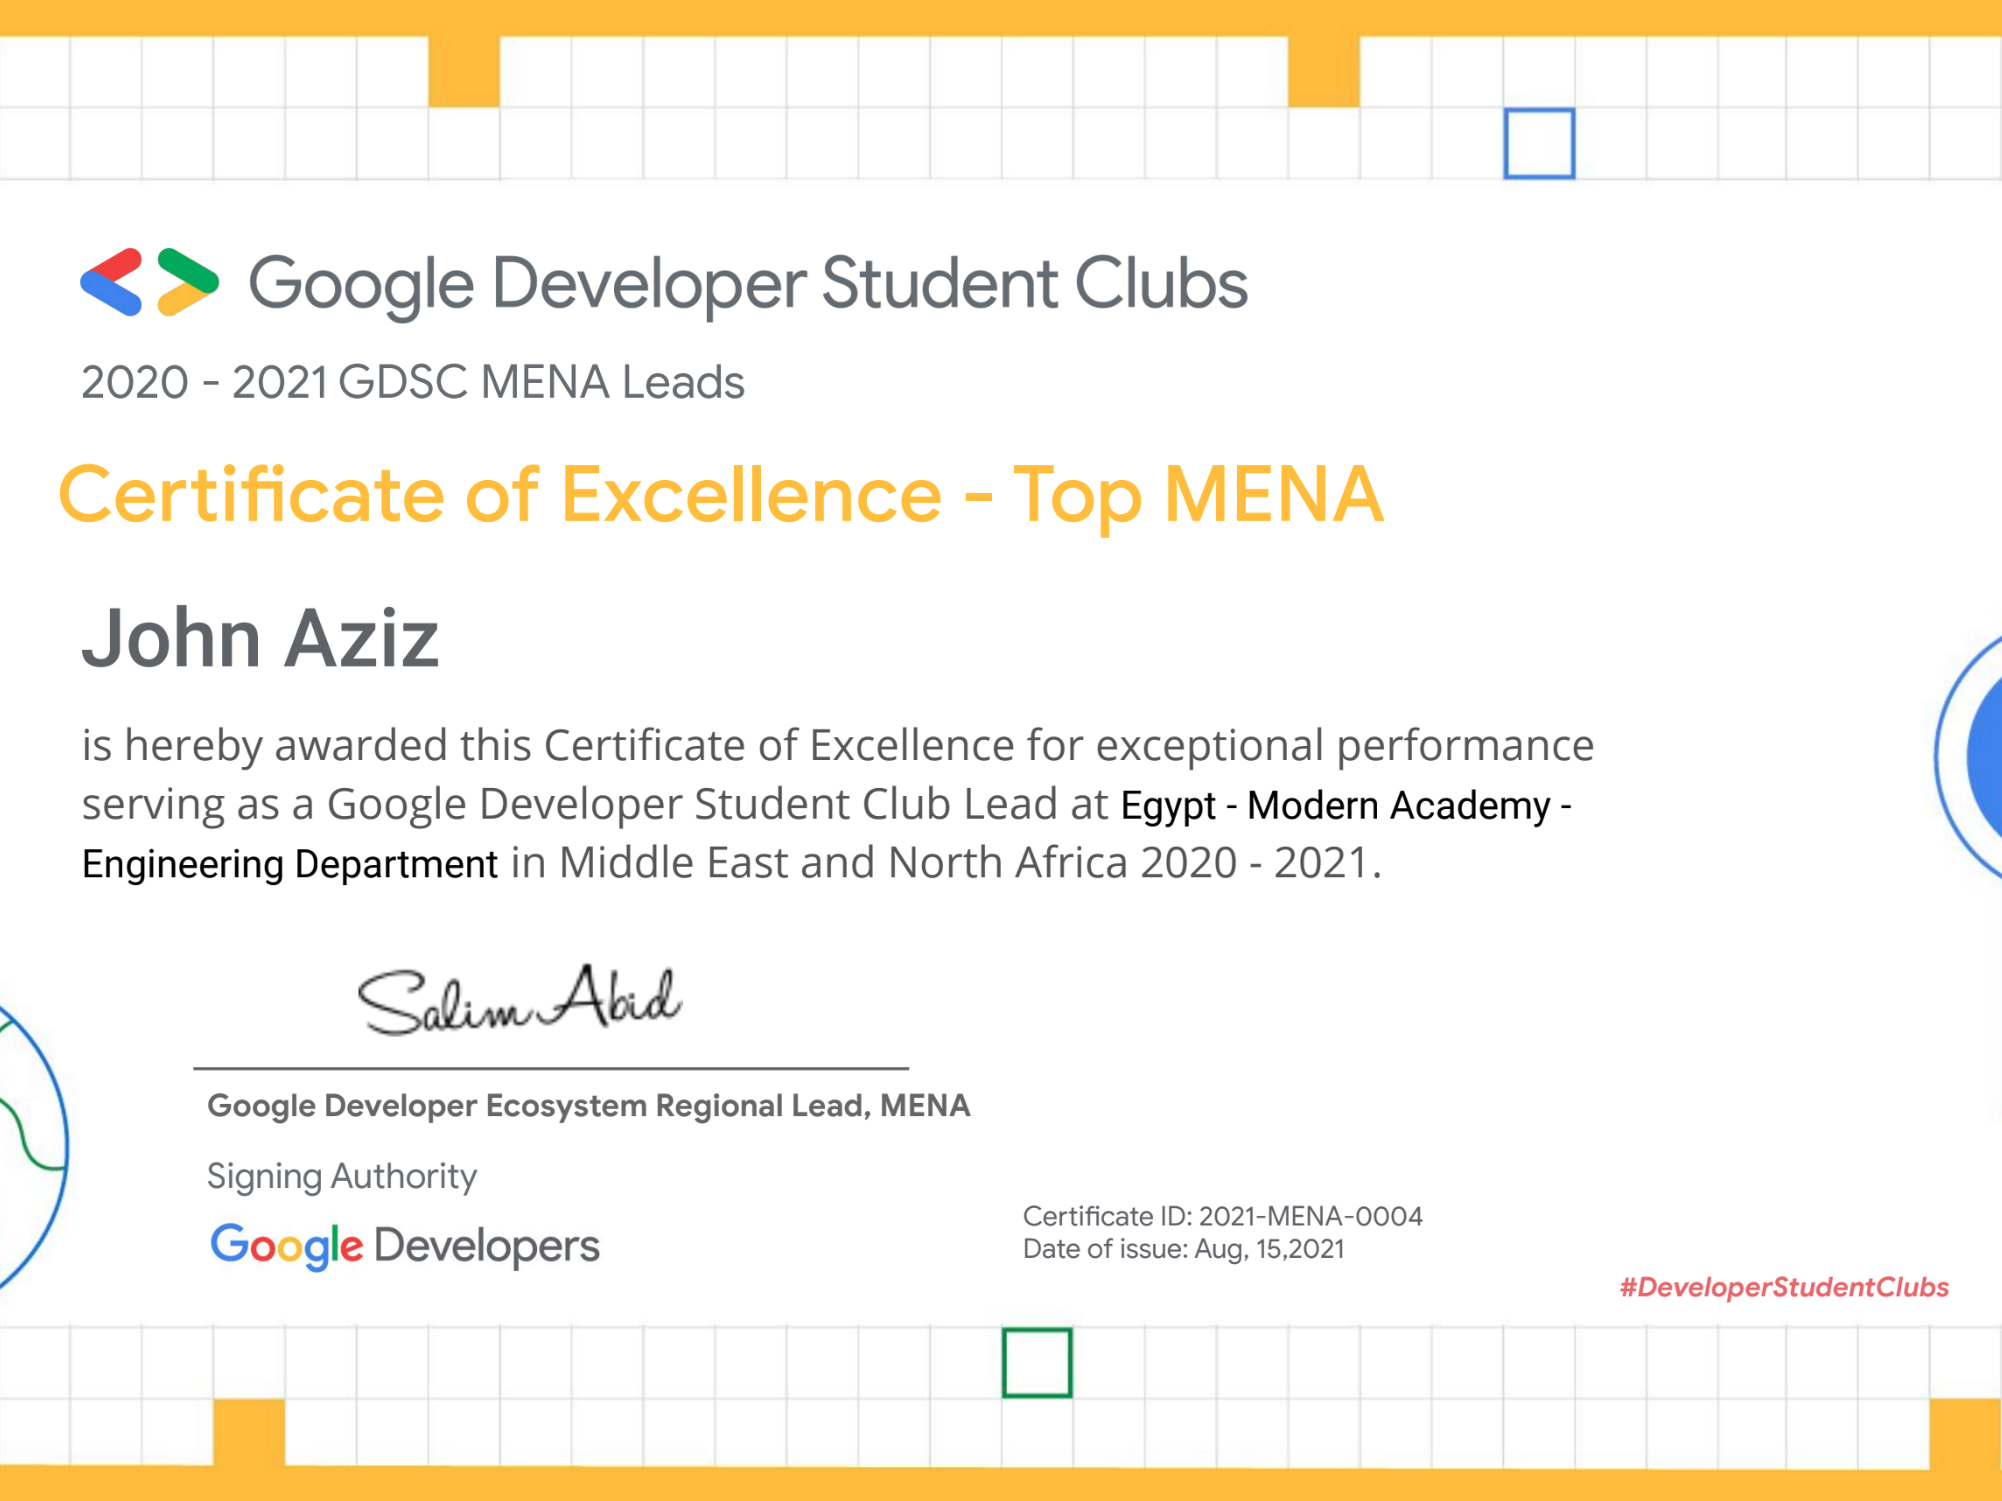 Google Developer Student Clubs
2020 - 2021 GDSC MENA Leads
Certificate of Excellence - Top MENA
John Aziz
is hereby awarded this Certificate of Excellence for exceptional performance
serving as a Google Developer Student Club Lead at Egypt - Modern Academy -
Engineering Department in Middle East and North Africa 2020 - 2021.
Salim Abid
Google Developer Ecosystem Regional Lead, MENA
Signing Authority
Google Developers
Certificate ID: 2021-MENA-0004
Date of issue: Aug, 15,2021
#DeveloperStudentClubs